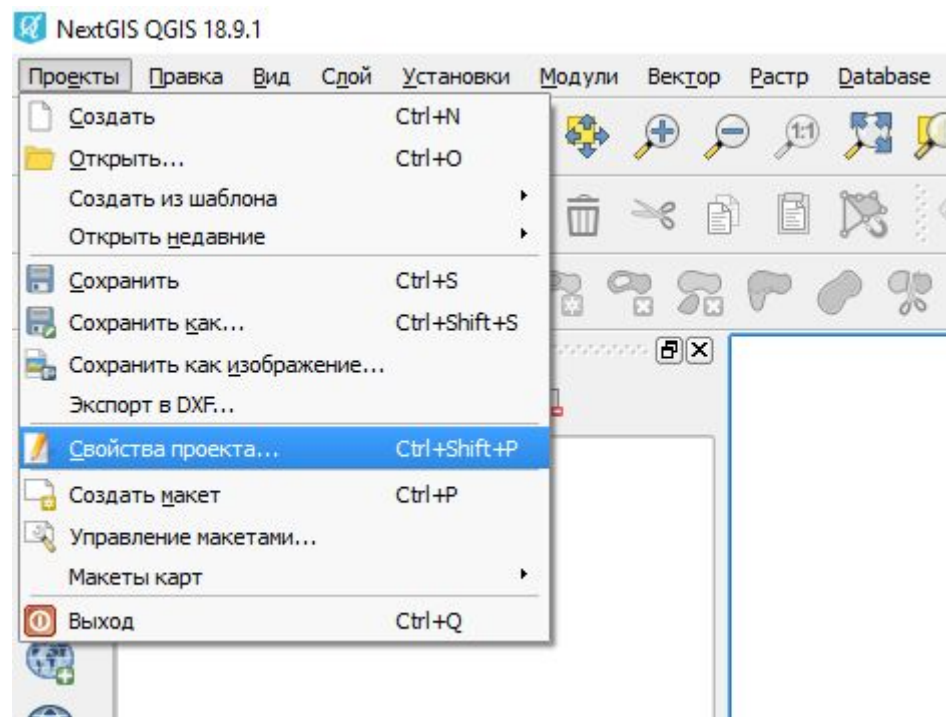 NextGIS QGIS 18.9.1
Проекты Правка Вид Слой Установки Модули Вектор Растр Database
Создать Ctrl+N
Открыть... Ctrl+O
1:1
Создать из шаблона
Открыть недавние
Сохранить Ctrl+S
Сохранить как... Ctrl+Shift+S
Сохранить как изображение...
Экспорт в DXF...
Свойства проекта... Ctrl+Shift+P
Создать макет Ctrl+P
Управление макетами...
Макеты карт
Выход Ctrl+Q